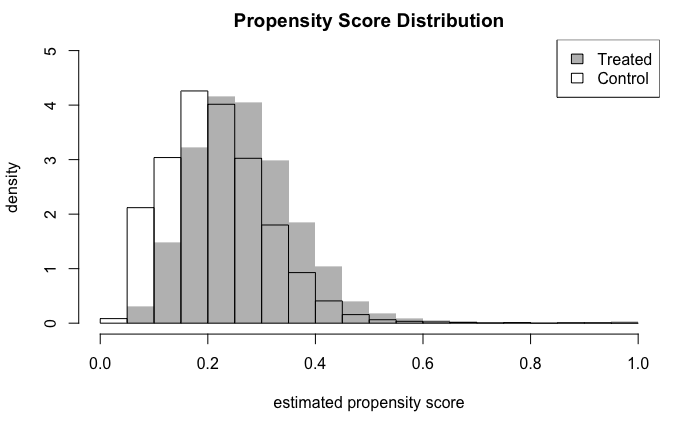 Propensity Score Distribution
Treated
Control
density
5
4
3
2
1
0
0.0 0.2 0.4 0.6 0.8 1.0
estimated propensity score